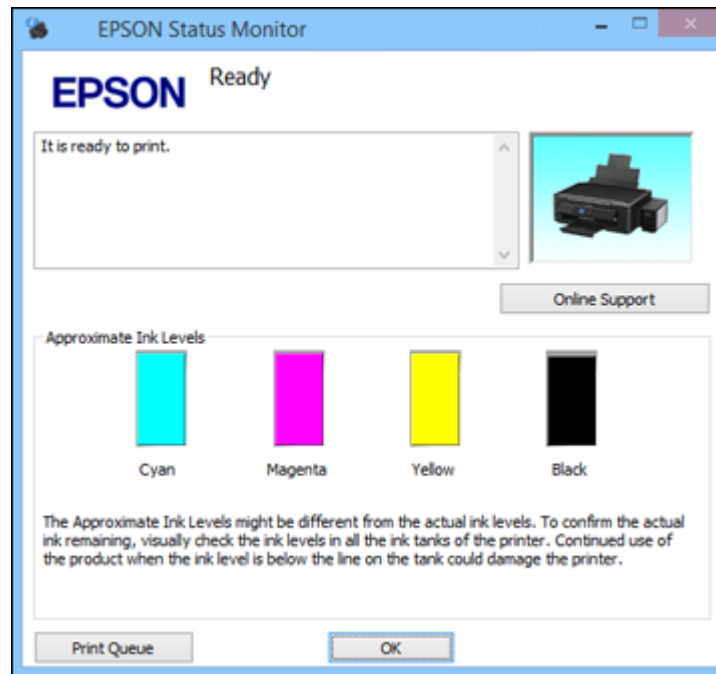 EPSON Status Monitor
EPSON
Ready
It is ready to print.
Online Support
Approximate Ink Levels
Cyan Magenta Yellow Black
The Approximate Ink Levels might be different from the actual ink levels. To confirm the actual
ink remaining, visually check the ink levels in all the ink tanks of the printer. Continued use of
the product when the ink level is below the line on the tank could damage the printer.
Print Queue OK